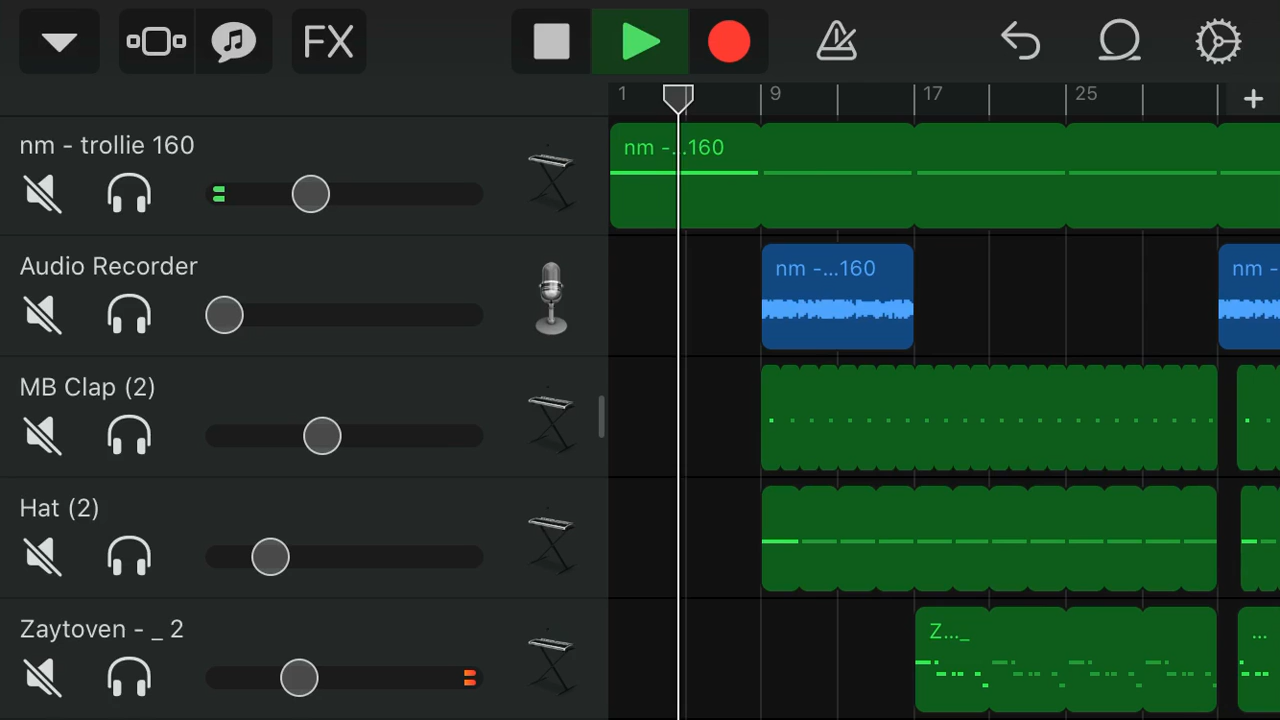 FX
1 9 17 25 +
nm - trollie 160
nm -...160
Audio Recorder
nm -...160 nm -
MB Clap (2)
Hat (2)
Zaytoven - _ 2
Z..._ ...